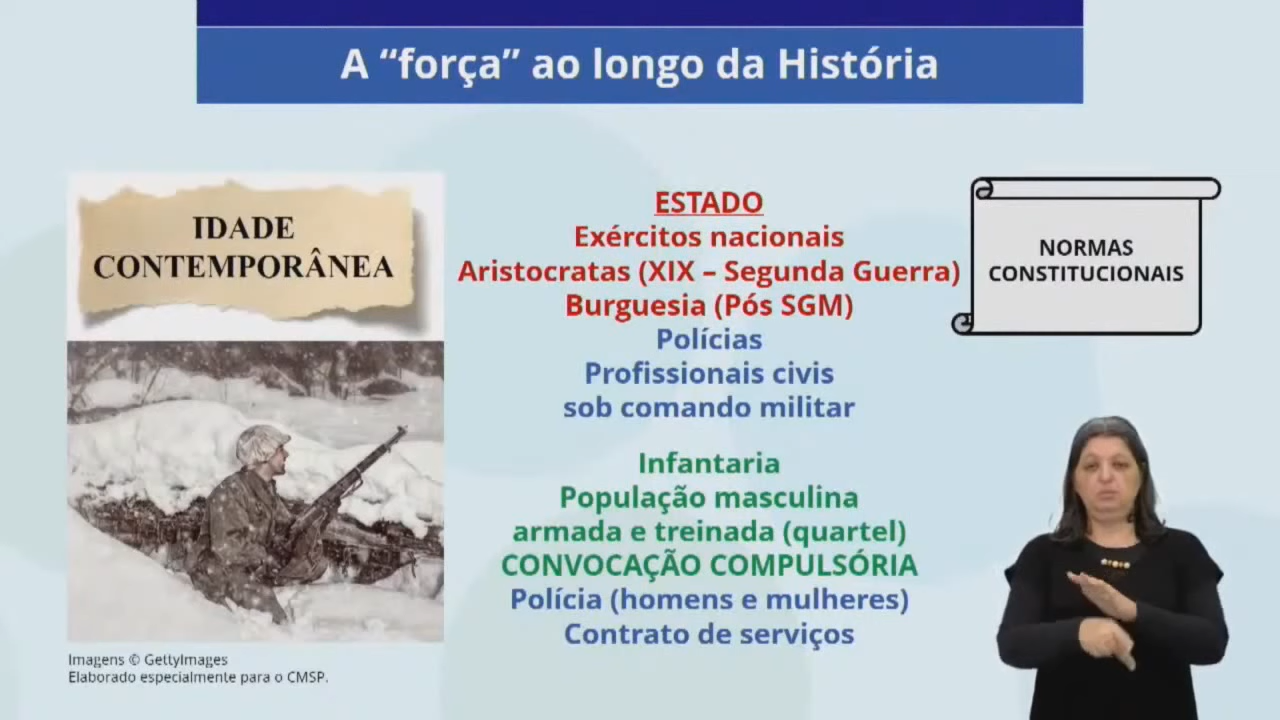 A “força” ao longo da História
IDADE
CONTEMPORÂNEA
ESTADO
Exércitos nacionais
Aristocratas (XIX – Segunda Guerra)
Burguesia (Pós SGM)
Polícias
Profissionais civis
sob comando militar
Infantaria
População masculina
armada e treinada (quartel)
CONVOCAÇÃO COMPULSÓRIA
Polícia (homens e mulheres)
Contrato de serviços
NORMAS
CONSTITUCIONAIS
Imagens © GettyImages
Elaborado especialmente para o CMSP.